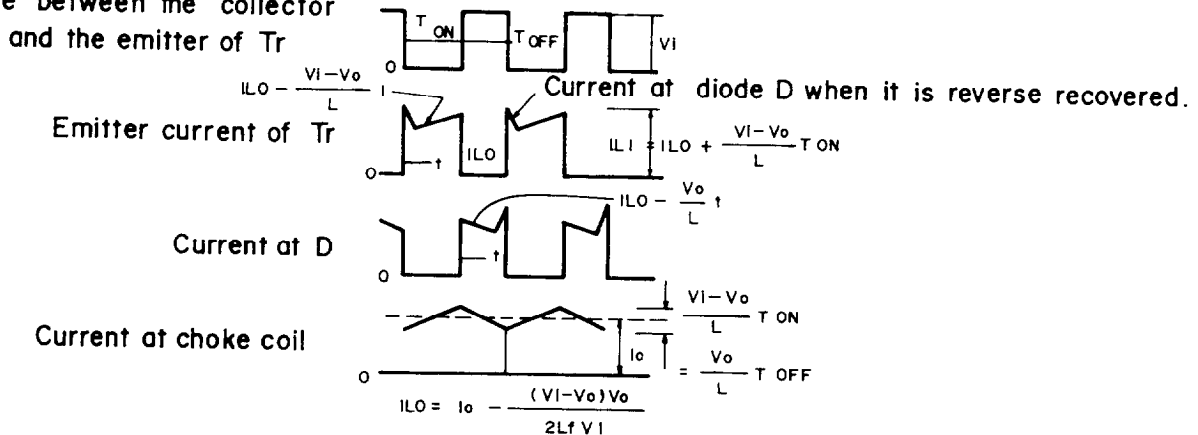 e between the collector
and the emitter of Tr
T ON
T OFF
Vi
0
ILO - Vi-Vo / L t
Current at diode D when it is reverse recovered.
Emitter current of Tr
ILO
t
0
IL1 = ILO + Vi-Vo / L T ON
ILO - Vo / L t
Current at D
t
0
Vi-Vo / L T ON
Current at choke coil
Io
= Vo / L T OFF
0
ILO = Io - (Vi-Vo)Vo / 2Lf Vi